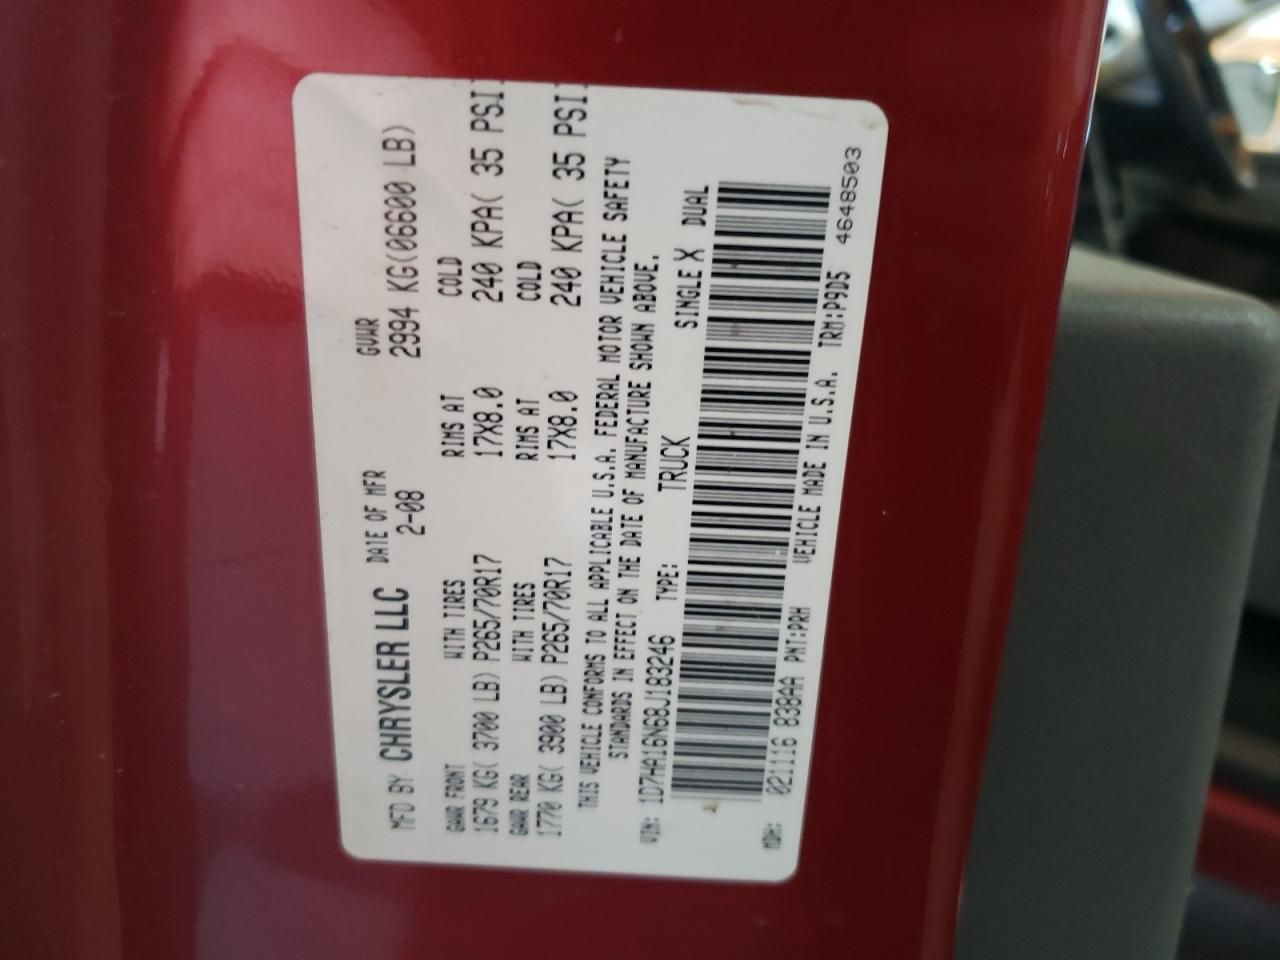 MFD BY CHRYSLER LLC DATE OF MFR GVWR
2-08 2994 KG(06600 LB)
GAWR FRONT WITH TIRES RIMS AT COLD
1679 KG( 3700 LB) P265/70R17 17X8.0 240 KPA( 35 PSI)
GAWR REAR WITH TIRES RIMS AT COLD
1770 KG( 3900 LB) P265/70R17 17X8.0 240 KPA( 35 PSI)
THIS VEHICLE CONFORMS TO ALL APPLICABLE U.S.A. FEDERAL MOTOR VEHICLE SAFETY
STANDARDS IN EFFECT ON THE DATE OF MANUFACTURE SHOWN ABOVE.
VIN: 1D7HA16N68J183246 TYPE: TRUCK SINGLE X DUAL
MDH: 021116 838AA PNT:PRH VEHICLE MADE IN U.S.A. TRM:P9D5 4648503